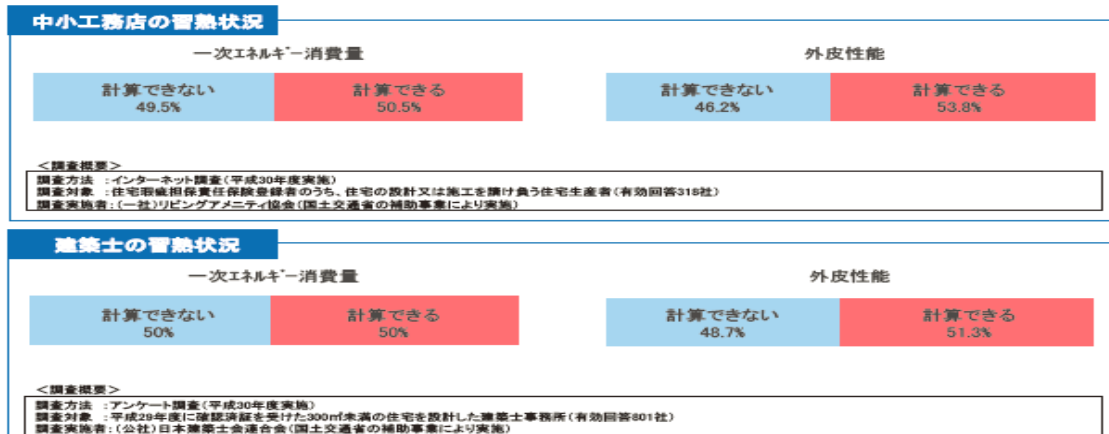 中小工務店の習熟状況
一次エネルギー消費量
外皮性能
計算できない
49.5%
計算できる
50.5%
計算できない
46.2%
計算できる
53.8%
＜調査概要＞
調査方法 ：インターネット調査(平成30年度実施)
調査対象 ：住宅瑕疵担保責任保険登録者のうち、住宅の設計又は施工を請け負う住宅生産者(有効回答318社)
調査実施者：(一社)リビングアメニティ協会(国土交通省の補助事業により実施)
建築士の習熟状況
一次エネルギー消費量
外皮性能
計算できない
50%
計算できる
50%
計算できない
48.7%
計算できる
51.3%
＜調査概要＞
調査方法 ：アンケート調査(平成30年度実施)
調査対象 ：平成29年度に確認済証を受けた300㎡未満の住宅を設計した建築士事務所(有効回答801社)
調査実施者：(公社)日本建築士会連合会(国土交通省の補助事業により実施)